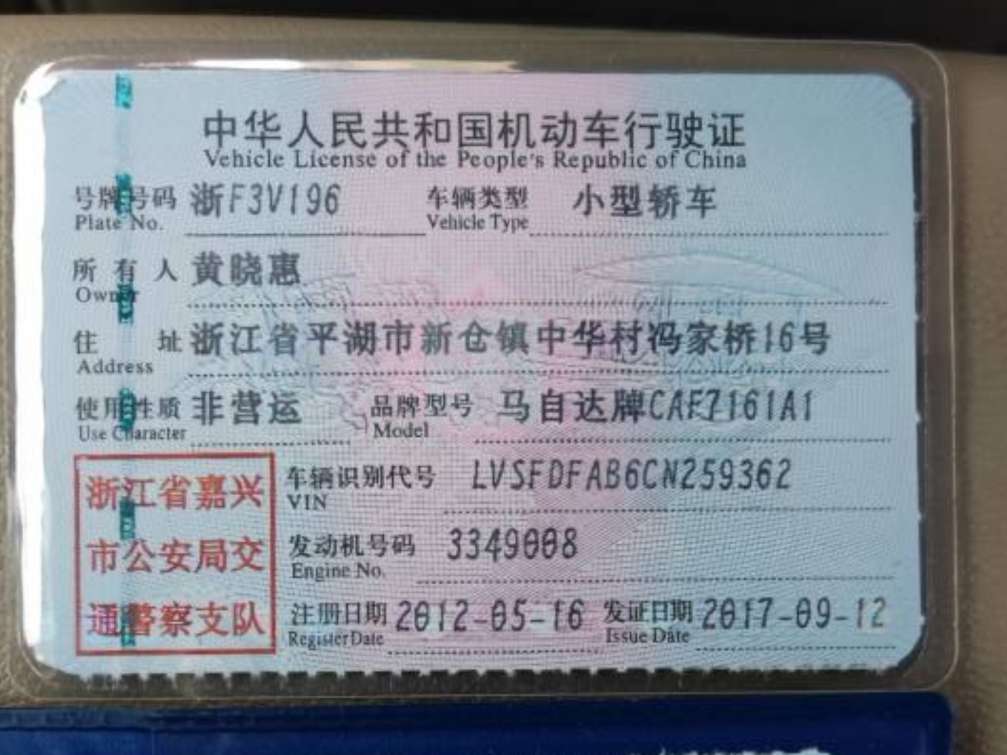 中华人民共和国机动车行驶证
Vehicle License of the People's Republic of China
号牌号码 浙F3V196 车辆类型 小型轿车
Plate No. Vehicle Type
所有人 黄晓惠
Owner
住址 浙江省平湖市新仓镇中华村冯家桥16号
Address
使用性质 非营运 品牌型号 马自达牌CAF7161A1
Use Character Model
浙江省嘉兴
市公安局交
通警察支队
车辆识别代号 LVSFDFAB6CN259362
VIN
发动机号码 3349008
Engine No.
注册日期 2012-05-16 发证日期 2017-09-12
Register Date Issue Date